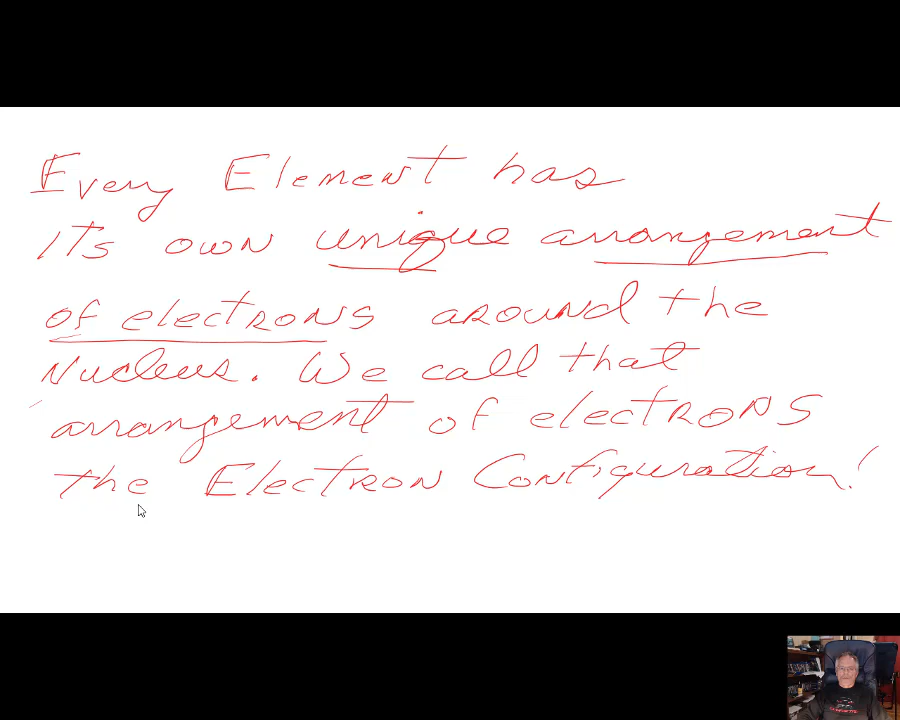 Every Element has
its own unique arrangement
of electrons around the
Nucleus. We call that
arrangement of electrons
the Electron Configuration!